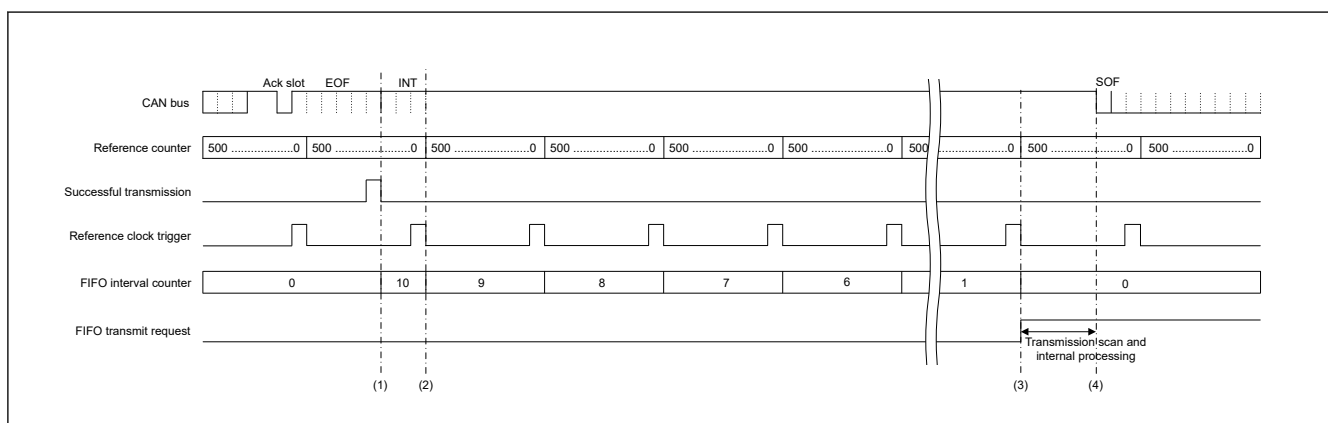 Ack slot EOF INT SOF
CAN bus
Reference counter 500 ..................0 500 ..................0 500 ..................0 500 ..................0 500 ..................0 500 ..................0 500 ..................0 500 ..................0 500 ..................0
Successful transmission
Reference clock trigger
FIFO interval counter 0 10 9 8 7 6 1 0
FIFO transmit request
Transmission scan and
internal processing
(1) (2) (3) (4)